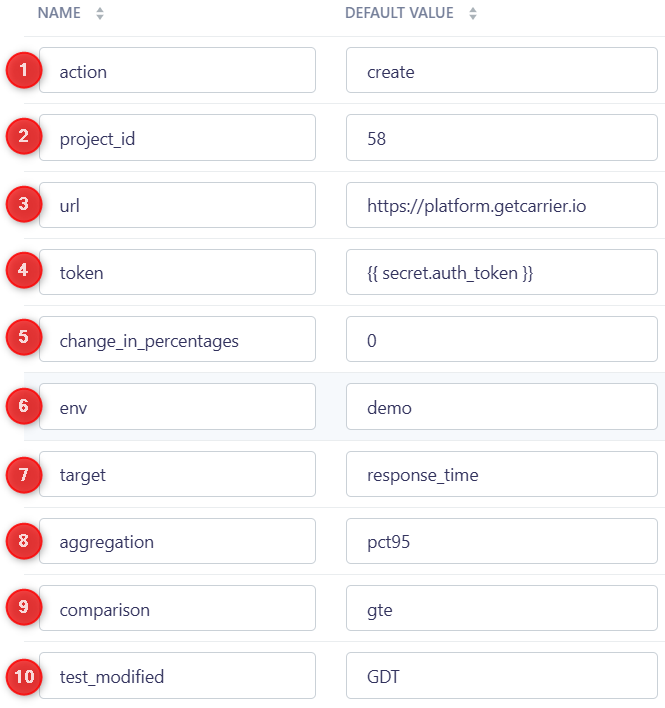 NAME DEFAULT VALUE
1 action create
2 project_id 58
3 url https://platform.getcarrier.io
4 token {{ secret.auth_token }}
5 change_in_percentages 0
6 env demo
7 target response_time
8 aggregation pct95
9 comparison gte
10 test_modified GDT